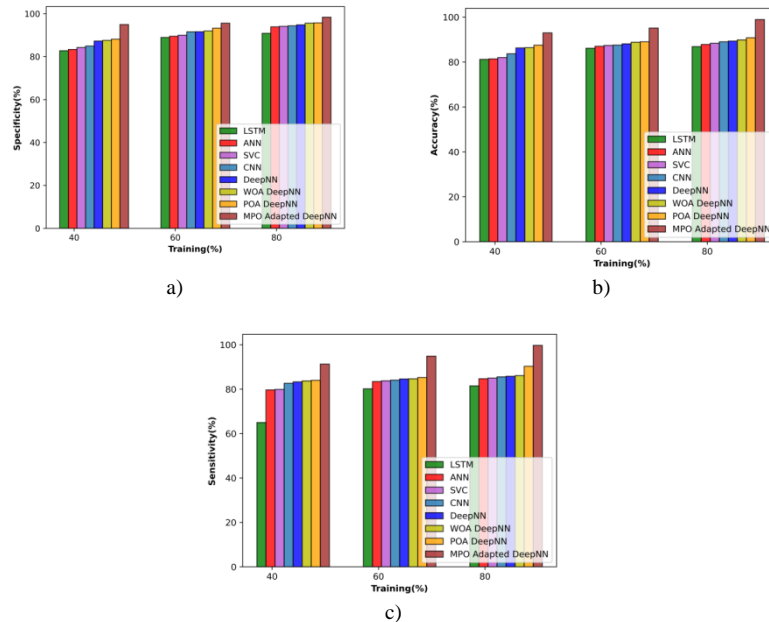 100
80
60
40
20
0
Specificity(%)
LSTM
ANN
SVC
CNN
DeepNN
WOA DeepNN
POA DeepNN
MPO Adapted DeepNN
40 60 80
Training(%)
a)
100
80
60
40
20
0
Accuracy(%)
LSTM
ANN
SVC
CNN
DeepNN
WOA DeepNN
POA DeepNN
MPO Adapted DeepNN
40 60 80
Training(%)
b)
100
80
60
40
20
0
Sensitivity(%)
LSTM
ANN
SVC
CNN
DeepNN
WOA DeepNN
POA DeepNN
MPO Adapted DeepNN
40 60 80
Training(%)
c)